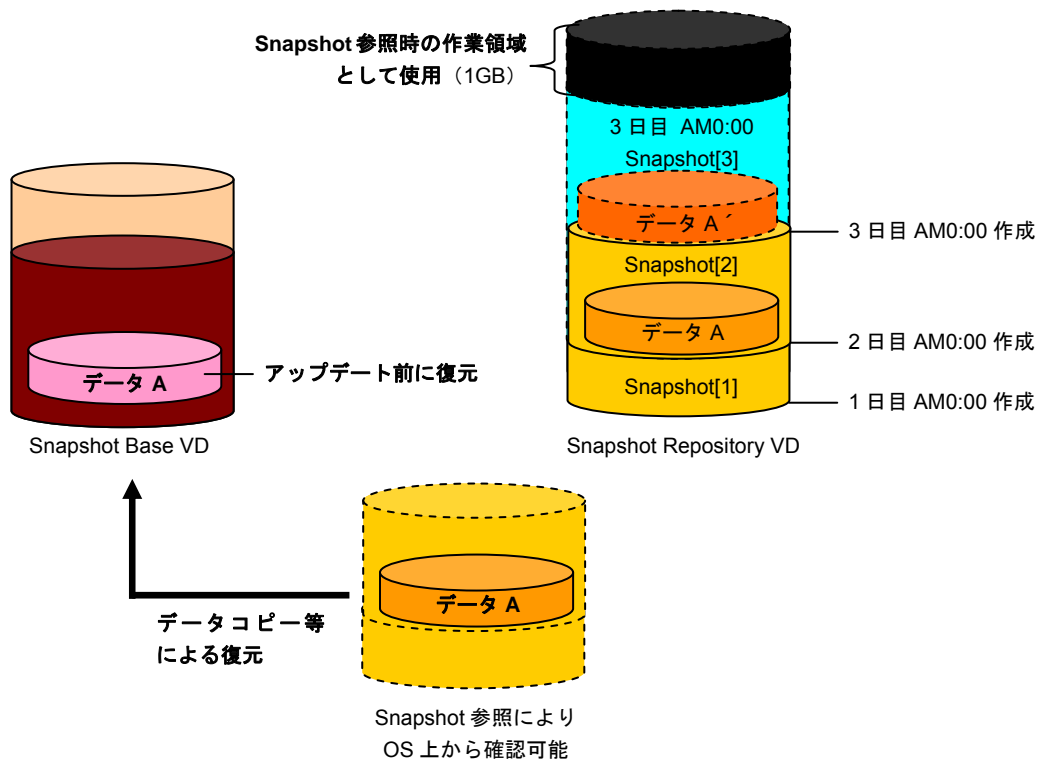 Snapshot 参照時の作業領域
として使用（1GB）
3 日目 AM0:00
Snapshot[3]
データ A ´
3 日目 AM0:00 作成
Snapshot[2]
データ A
2 日目 AM0:00 作成
Snapshot[1]
1 日目 AM0:00 作成
データ A
アップデート前に復元
Snapshot Base VD
Snapshot Repository VD
データ A
データコピー等
による復元
Snapshot 参照により
OS 上から確認可能